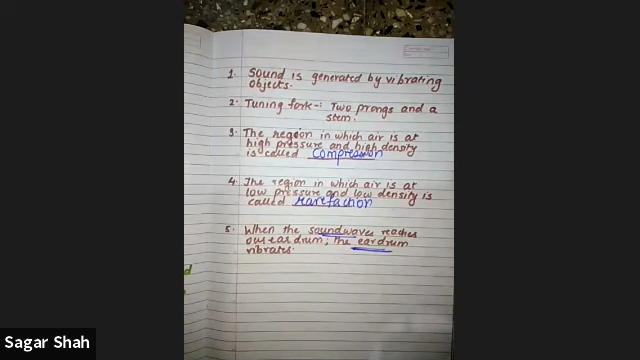 1. Sound is generated by vibrating
objects.
2. Tuning fork-: Two prongs and a
stem.
3. The region in which air is at
high pressure and high density
is called compression
4. The region in which air is at
low pressure and low density is
called rarefaction
5. When the soundwaves reaches
our ear drum; the eardrum
vibrates.
Sagar Shah